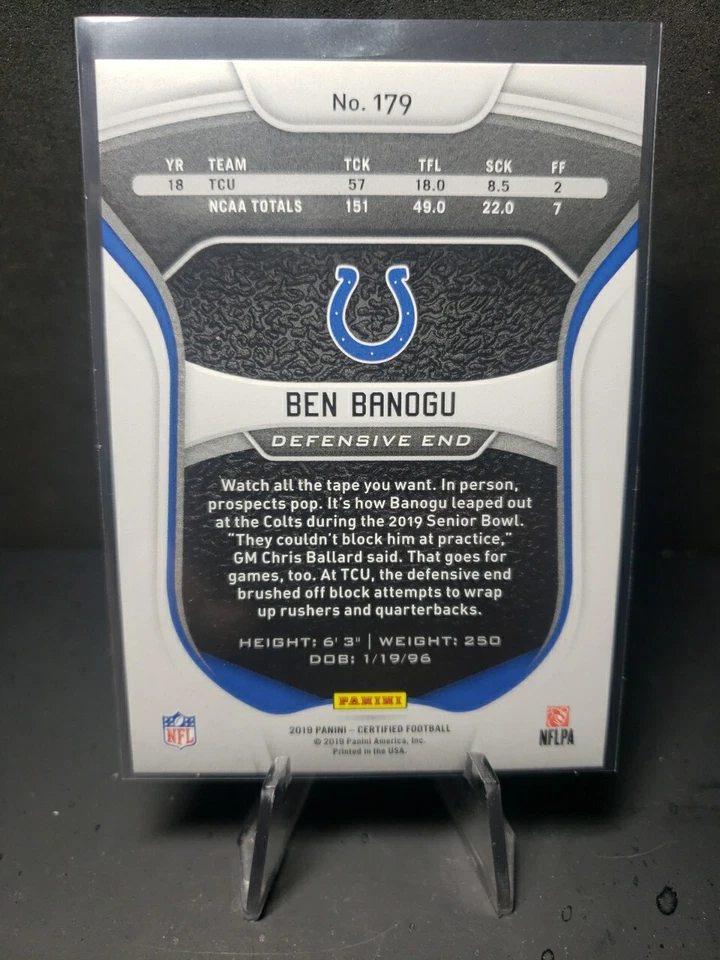 No. 179
YR TEAM TCK TFL SCK FF
18 TCU 57 18.0 8.5 2
NCAA TOTALS 151 49.0 22.0 7
BEN BANOGU
DEFENSIVE END
Watch all the tape you want. In person,
prospects pop. It's how Banogu leaped out
at the Colts during the 2019 Senior Bowl.
"They couldn't block him at practice,"
GM Chris Ballard said. That goes for
games, too. At TCU, the defensive end
brushed off block attempts to wrap
up rushers and quarterbacks.
HEIGHT: 6' 3" | WEIGHT: 250
DOB: 1/19/96
PANINI
NFL
2019 PANINI – CERTIFIED FOOTBALL
© 2019 Panini America, Inc.
Printed in the USA.
NFLPA